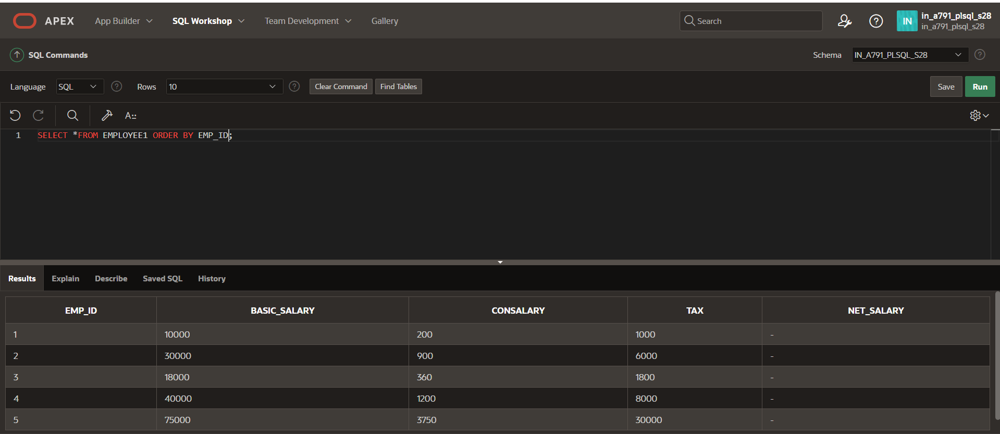 APEX App Builder SQL Workshop Team Development Gallery Search IN in_a791_plsql_s28
in_a791_plsql_s28
SQL Commands Schema IN_A791_PLSQL_S28
Language SQL Rows 10 Clear Command Find Tables Save Run
A::
1 SELECT *FROM EMPLOYEE1 ORDER BY EMP_ID;
Results Explain Describe Saved SQL History
EMP_ID BASIC_SALARY CONSALARY TAX NET_SALARY
1 10000 200 1000 -
2 30000 900 6000 -
3 18000 360 1800 -
4 40000 1200 8000 -
5 75000 3750 30000 -